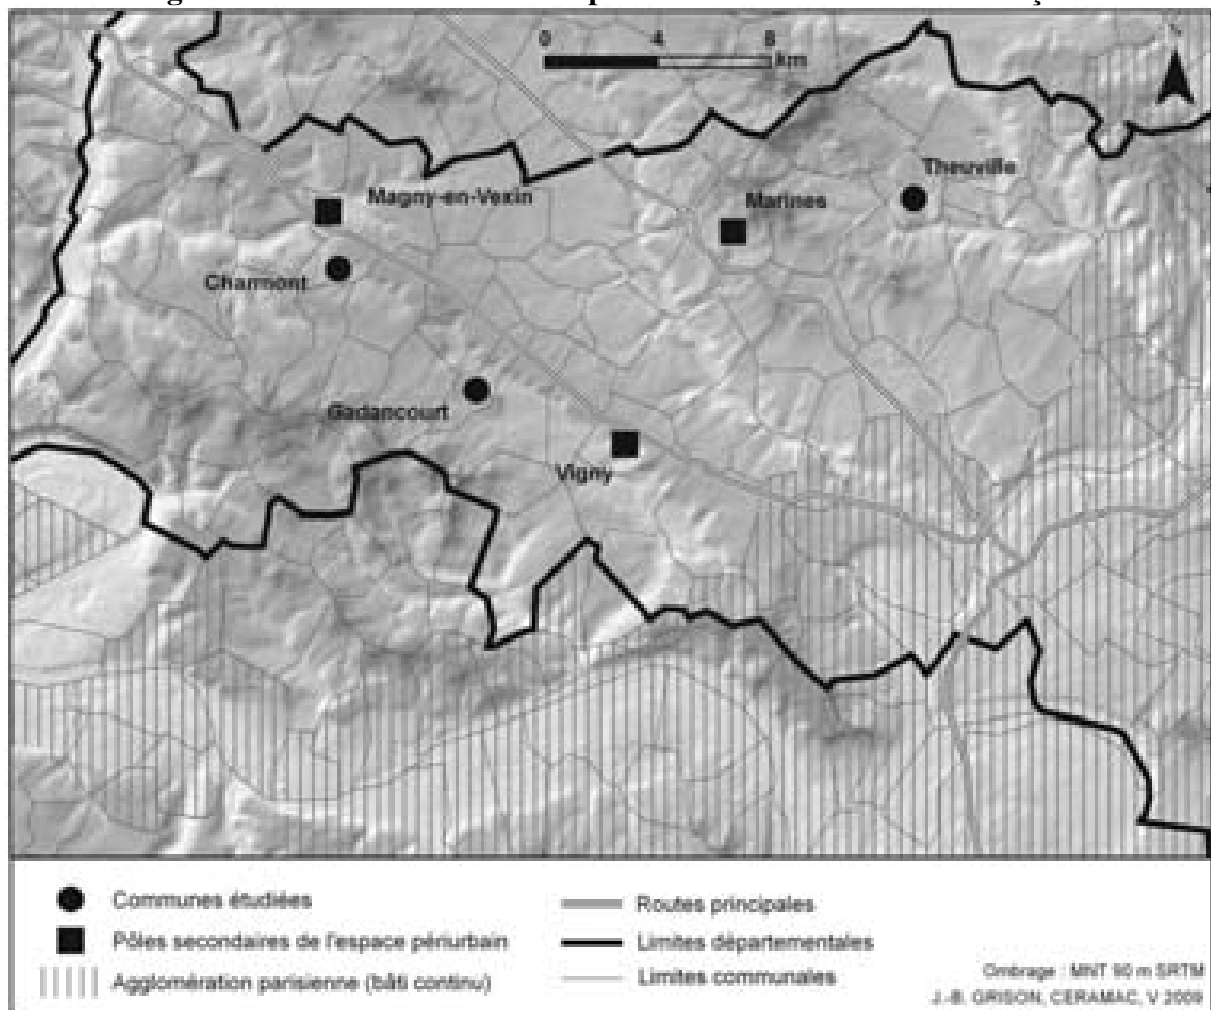 0 4 8
km
Theuville
Magny-en-Vexin
Marines
Charmont
Gadancourt
Vigny
Communes étudiées
Pôles secondaires de l'espace périurbain
Agglomération parisienne (bâti continu)
Routes principales
Limites départementales
Limites communales
Ombrage : MNT 90 m SRTM
J.-B. GRISON, CERAMAC, V 2009